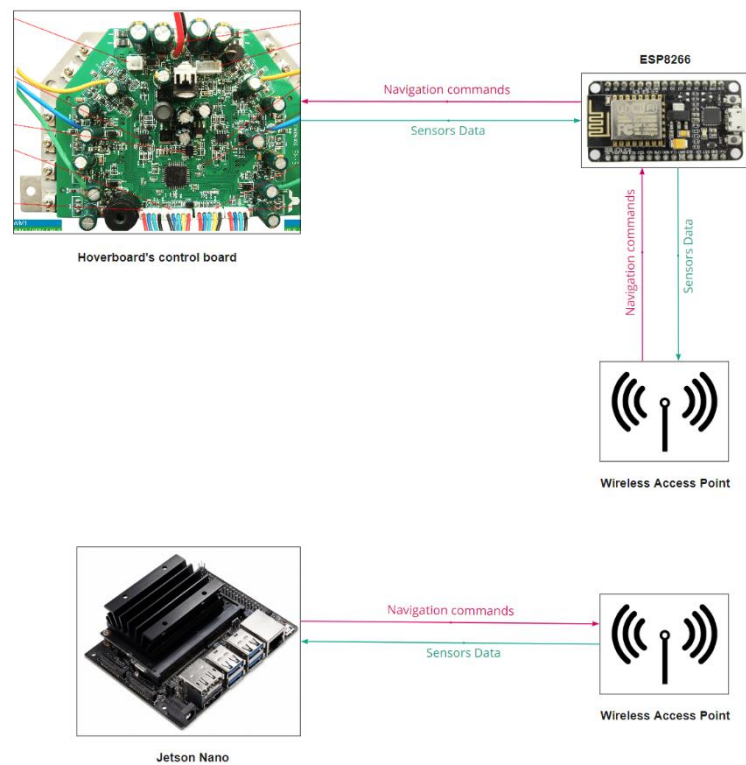 ESP8266
Navigation commands
Sensors Data
Hoverboard's control board
Navigation commands
Sensors Data
Wireless Access Point
Navigation commands
Sensors Data
Wireless Access Point
Jetson Nano